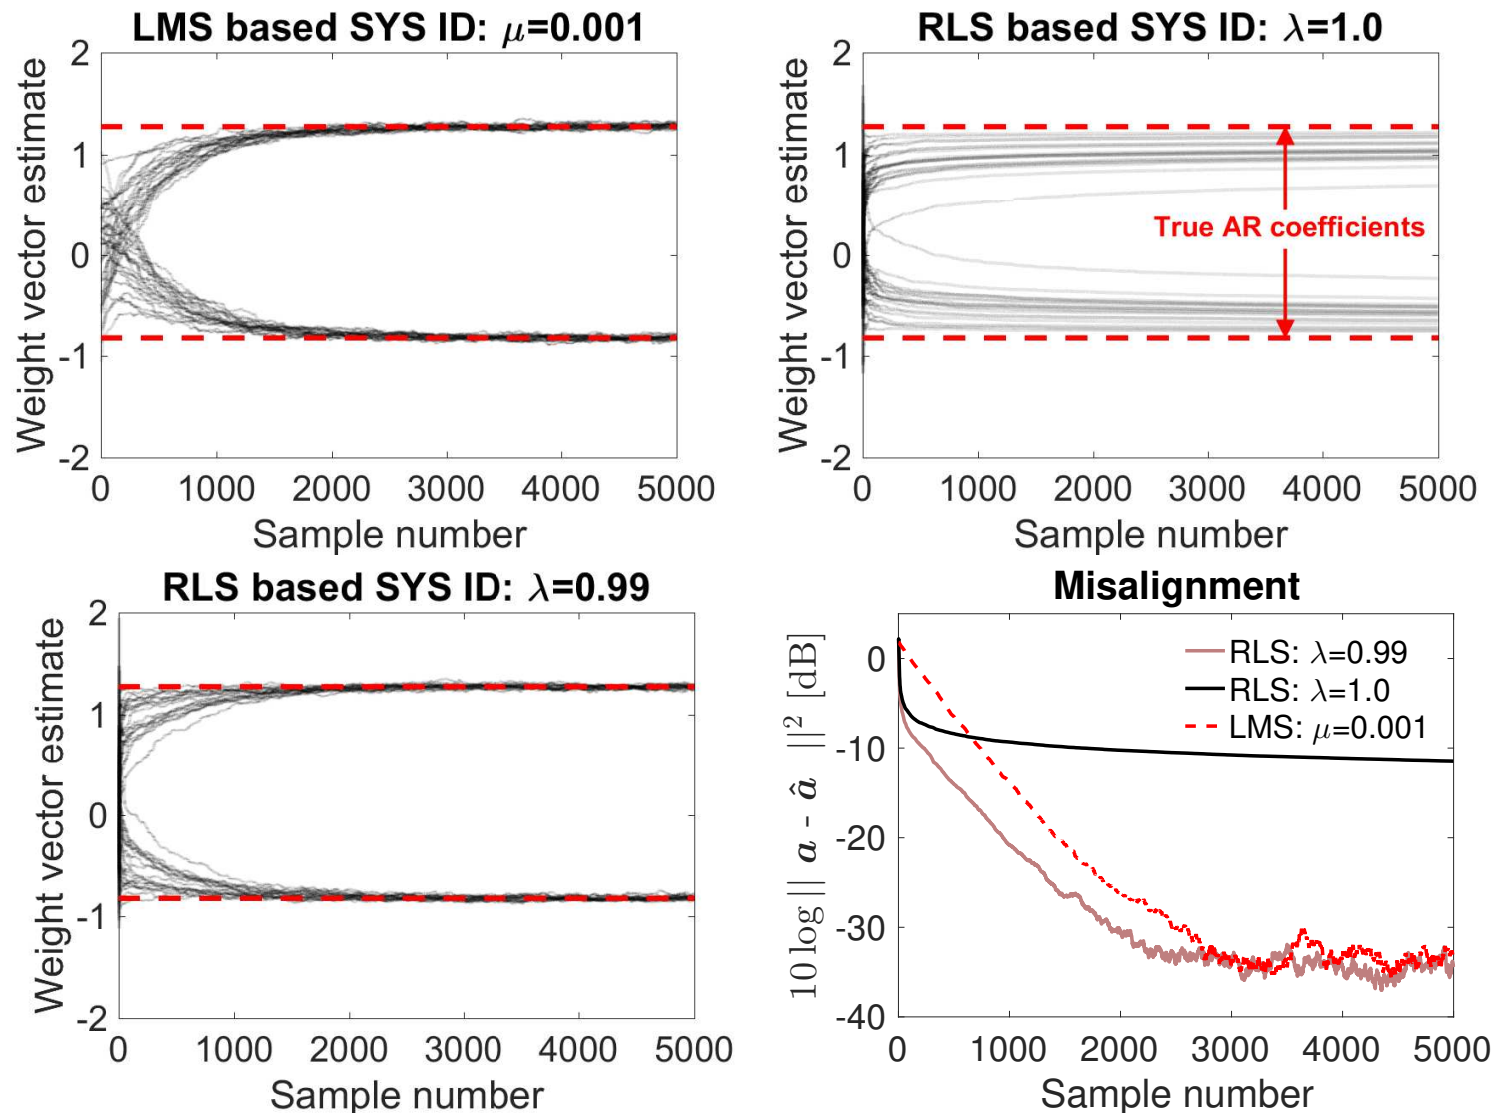 LMS based SYS ID: μ=0.001
Weight vector estimate
2
1
0
-1
-2
0 1000 2000 3000 4000 5000
Sample number
RLS based SYS ID: λ=1.0
Weight vector estimate
2
1
0
-1
-2
True AR coefficients
0 1000 2000 3000 4000 5000
Sample number
RLS based SYS ID: λ=0.99
Weight vector estimate
2
1
0
-1
-2
0 1000 2000 3000 4000 5000
Sample number
Misalignment
10 log || a - â ||² [dB]
0
-10
-20
-30
-40
RLS: λ=0.99
RLS: λ=1.0
LMS: μ=0.001
0 1000 2000 3000 4000 5000
Sample number